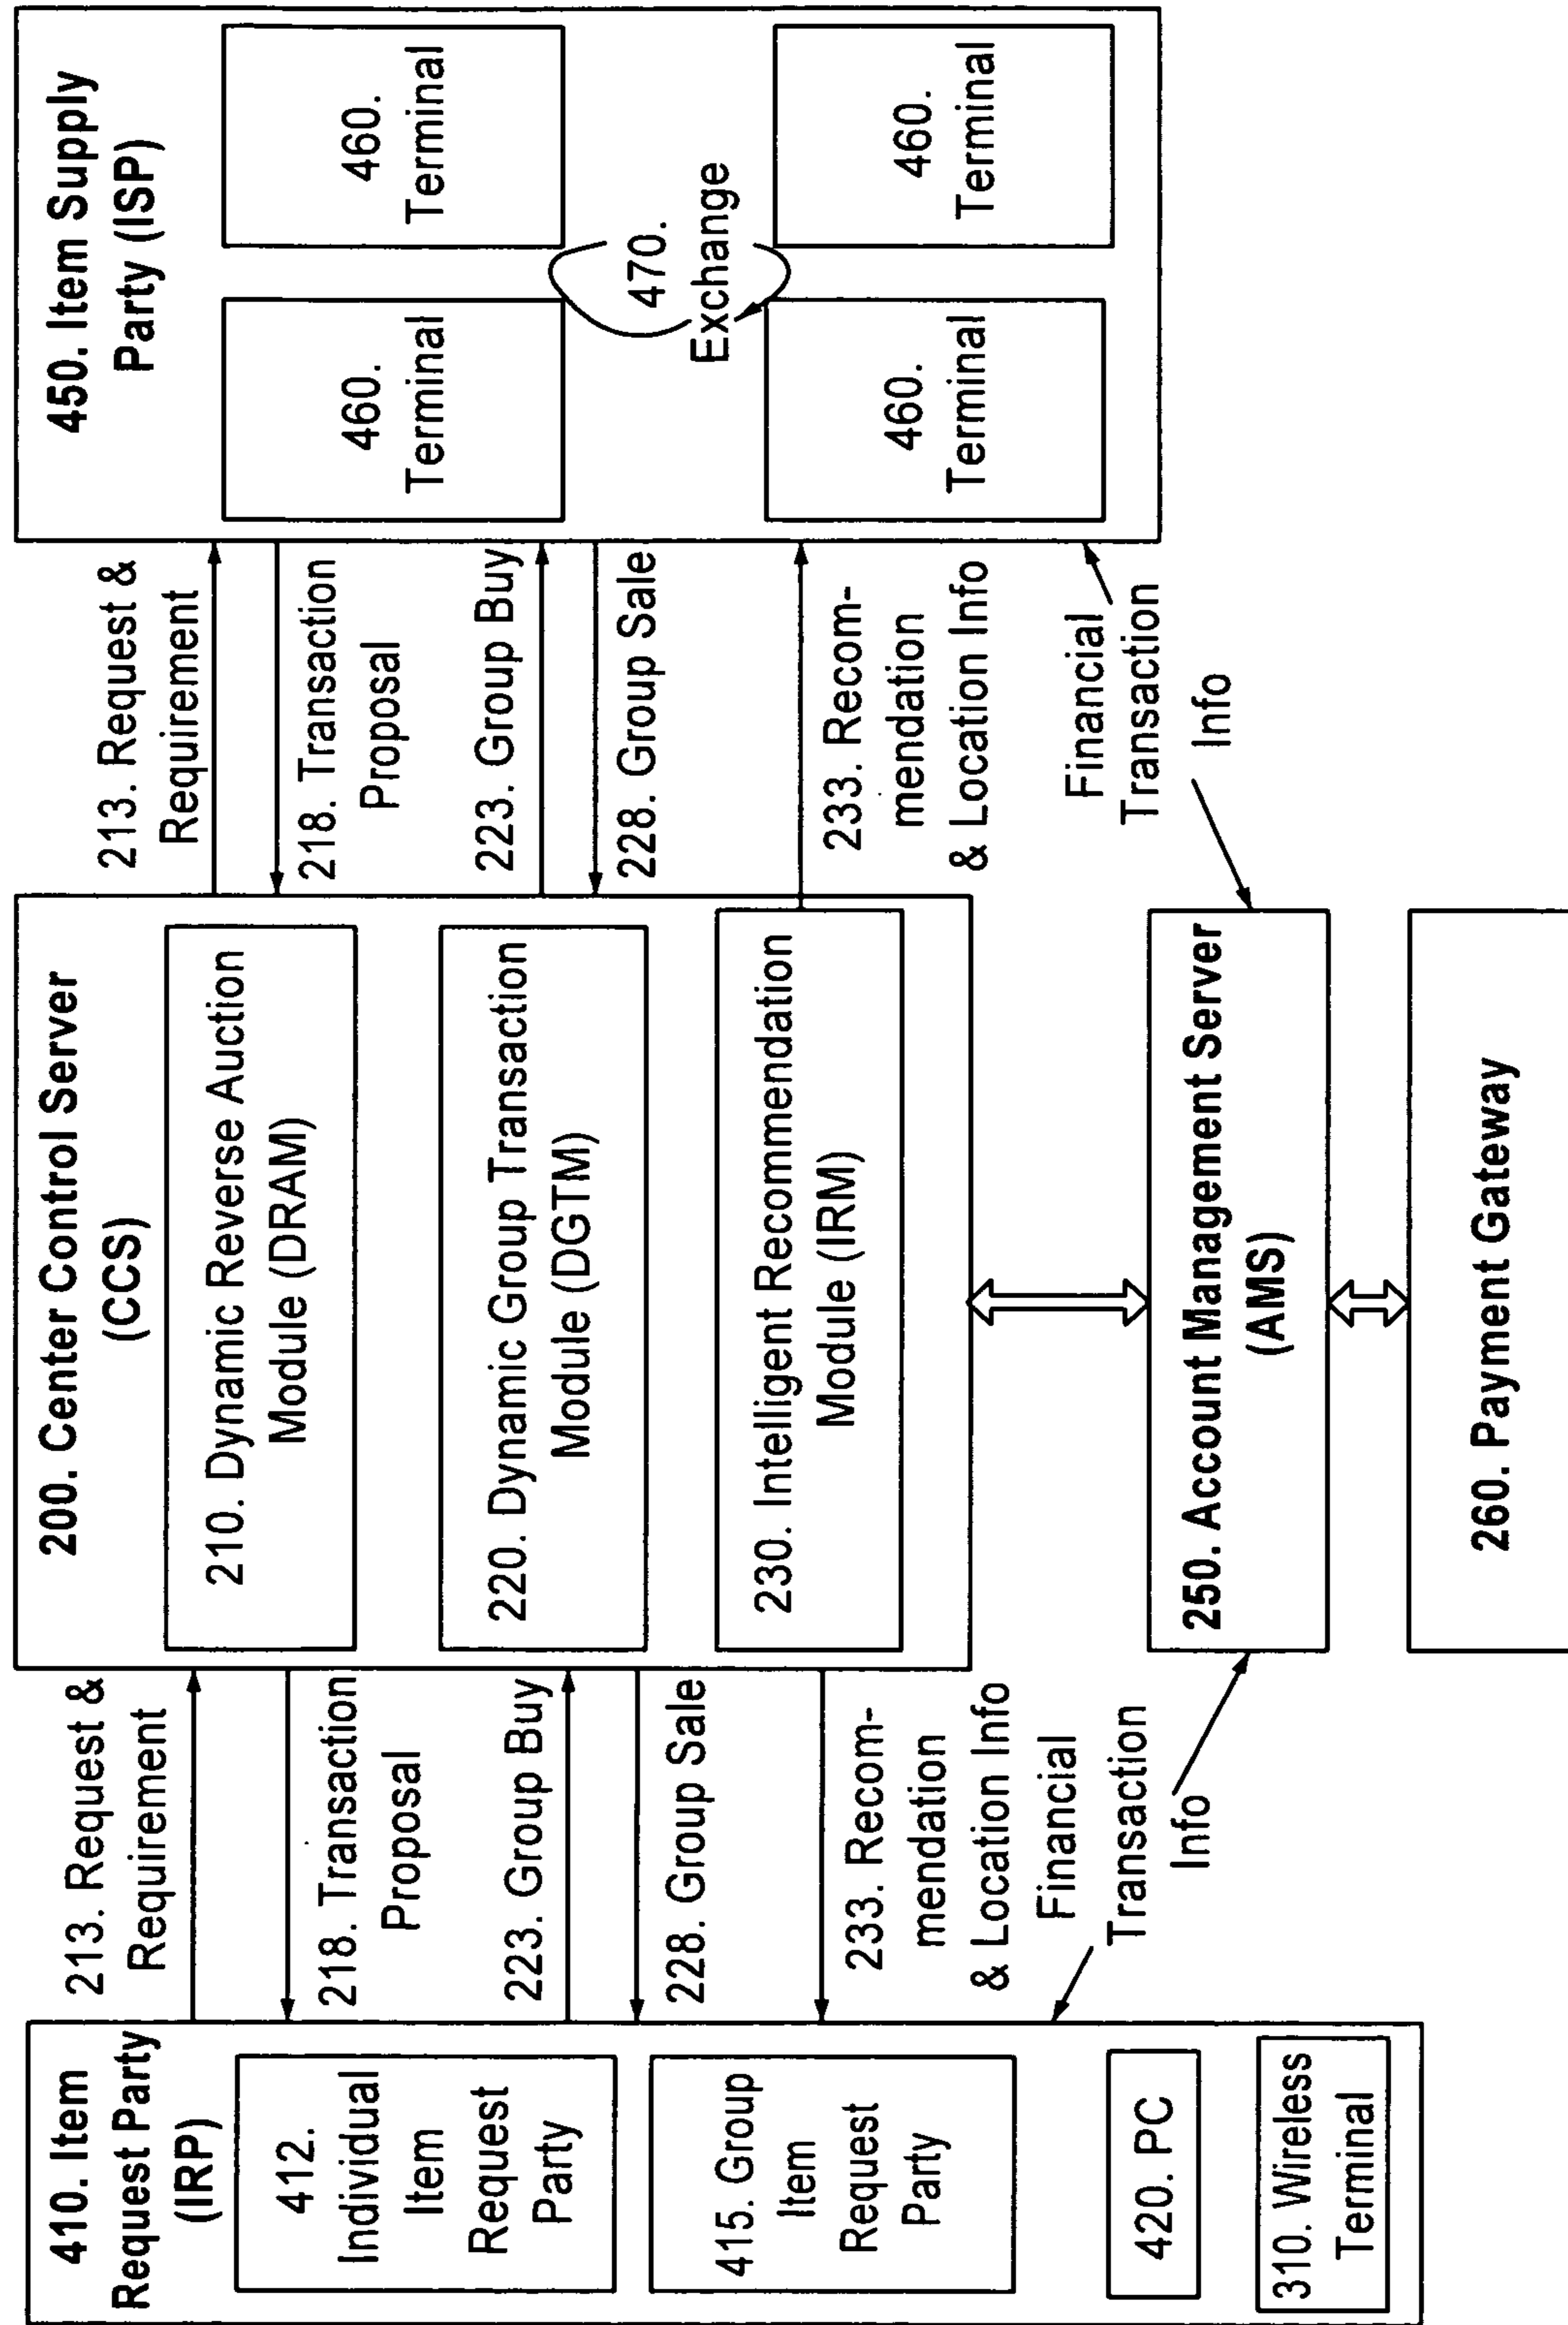 410. Item
Request Party
(IRP)
412.
Individual
Item
Request
Party
415. Group
Item
Request
Party
420. PC
310. Wireless
Terminal
213. Request &
Requirement
218. Transaction
Proposal
223. Group Buy
228. Group Sale
233. Recom-
mendation
& Location Info
Financial
Transaction
Info
200. Center Control Server
(CCS)
210. Dynamic Reverse Auction
Module (DRAM)
220. Dynamic Group Transaction
Module (DGTM)
230. Intelligent Recommendation
Module (IRM)
250. Account Management Server
(AMS)
260. Payment Gateway
213. Request &
Requirement
218. Transaction
Proposal
223. Group Buy
228. Group Sale
233. Recom-
mendation
& Location Info
Financial
Transaction
Info
450. Item Supply
Party (ISP)
460.
Terminal
460.
Terminal
470.
Exchange
460.
Terminal
460.
Terminal